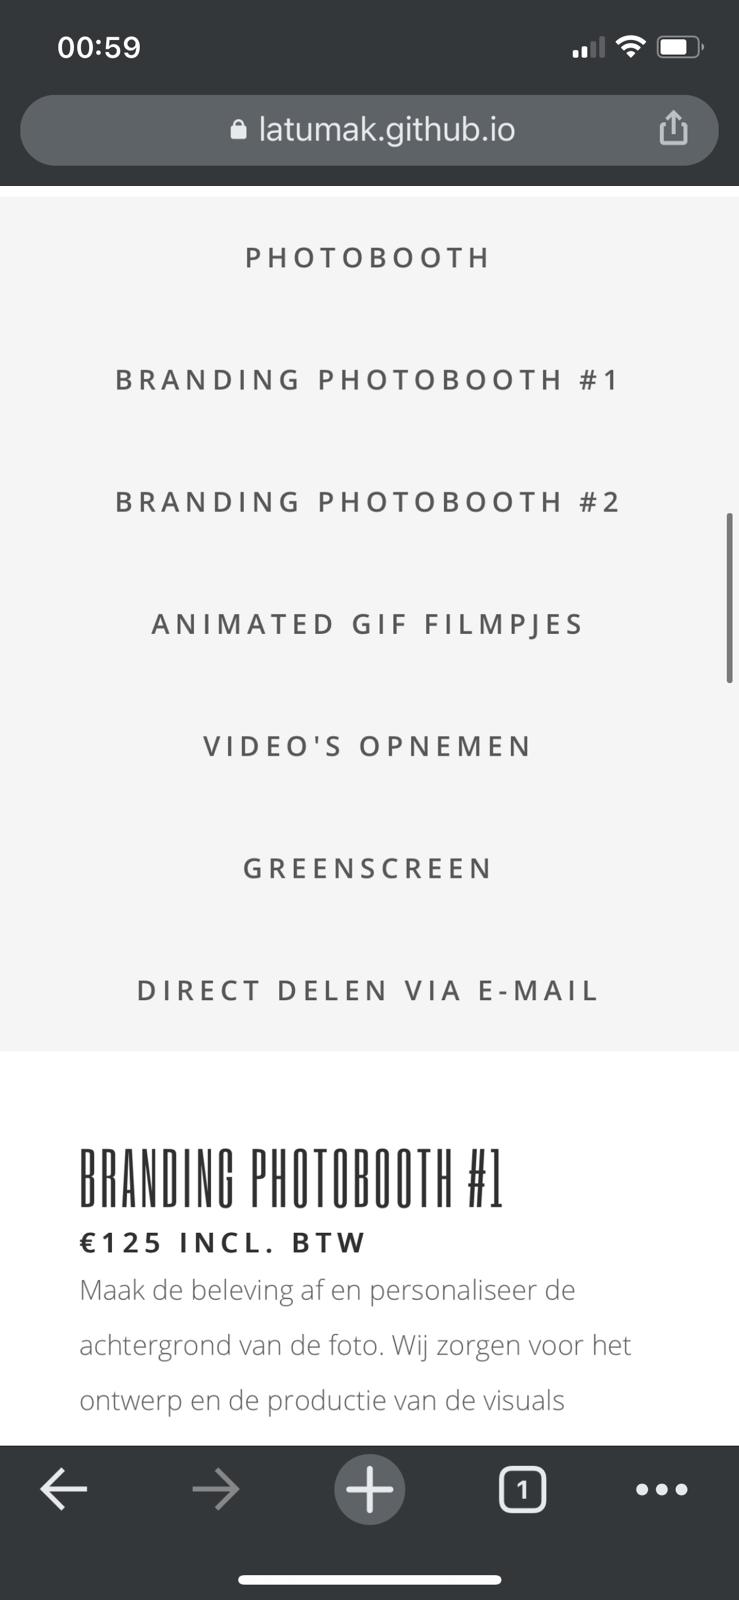 00:59
latumak.github.io
PHOTOBOOTH
BRANDING PHOTOBOOTH #1
BRANDING PHOTOBOOTH #2
ANIMATED GIF FILMPJES
VIDEO'S OPNEMEN
GREENSCREEN
DIRECT DELEN VIA E-MAIL
BRANDING PHOTOBOOTH #1
€125 INCL. BTW
Maak de beleving af en personaliseer de
achtergrond van de foto. Wij zorgen voor het
ontwerp en de productie van de visuals
1